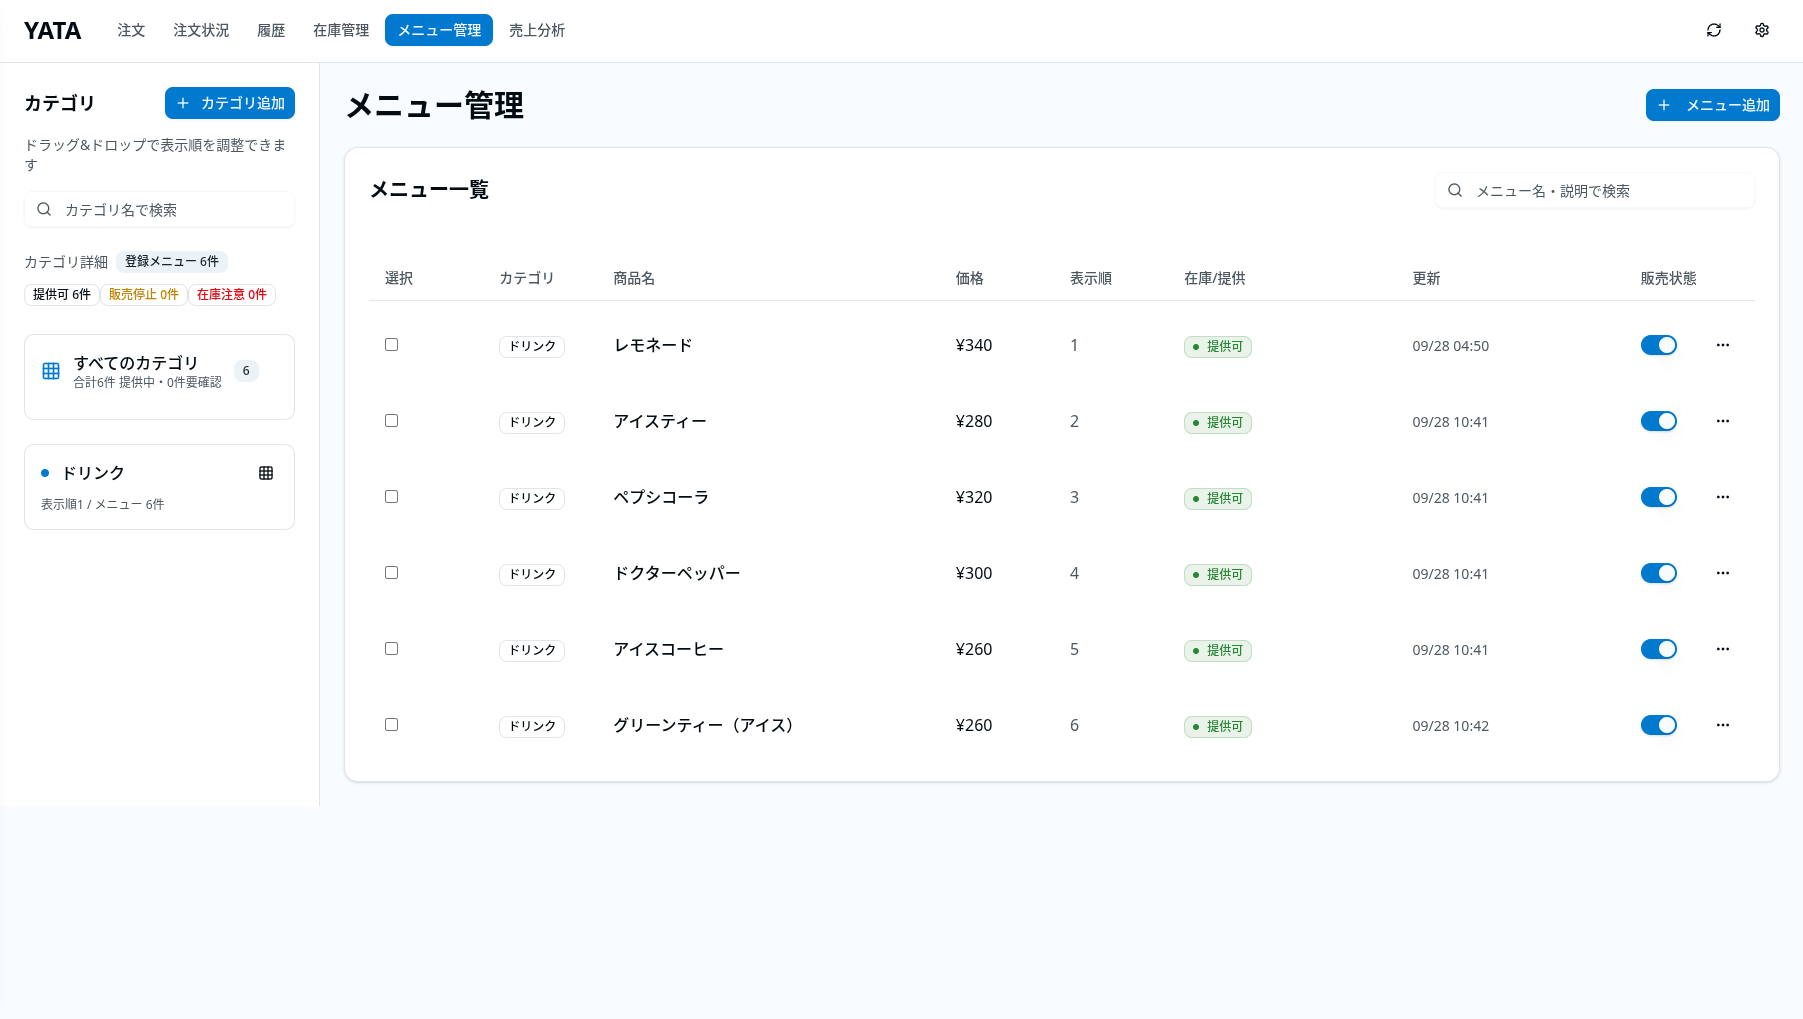 YATA 注文 注文状況 履歴 在庫管理 メニュー管理 売上分析
カテゴリ
カテゴリ追加
ドラッグ&ドロップで表示順を調整できま
す
カテゴリ名で検索
カテゴリ詳細 登録メニュー 6件
提供可 6件 販売停止 0件 在庫注意 0件
すべてのカテゴリ
合計6件 提供中・0件要確認
6
ドリンク
表示順1 / メニュー 6件
メニュー管理
メニュー追加
メニュー一覧
メニュー名・説明で検索
選択 カテゴリ 商品名 価格 表示順 在庫/提供 更新 販売状態
ドリンク レモネード ¥340 1 提供可 09/28 04:50
ドリンク アイスティー ¥280 2 提供可 09/28 10:41
ドリンク ペプシコーラ ¥320 3 提供可 09/28 10:41
ドリンク ドクターペッパー ¥300 4 提供可 09/28 10:41
ドリンク アイスコーヒー ¥260 5 提供可 09/28 10:41
ドリンク グリーンティー（アイス） ¥260 6 提供可 09/28 10:42